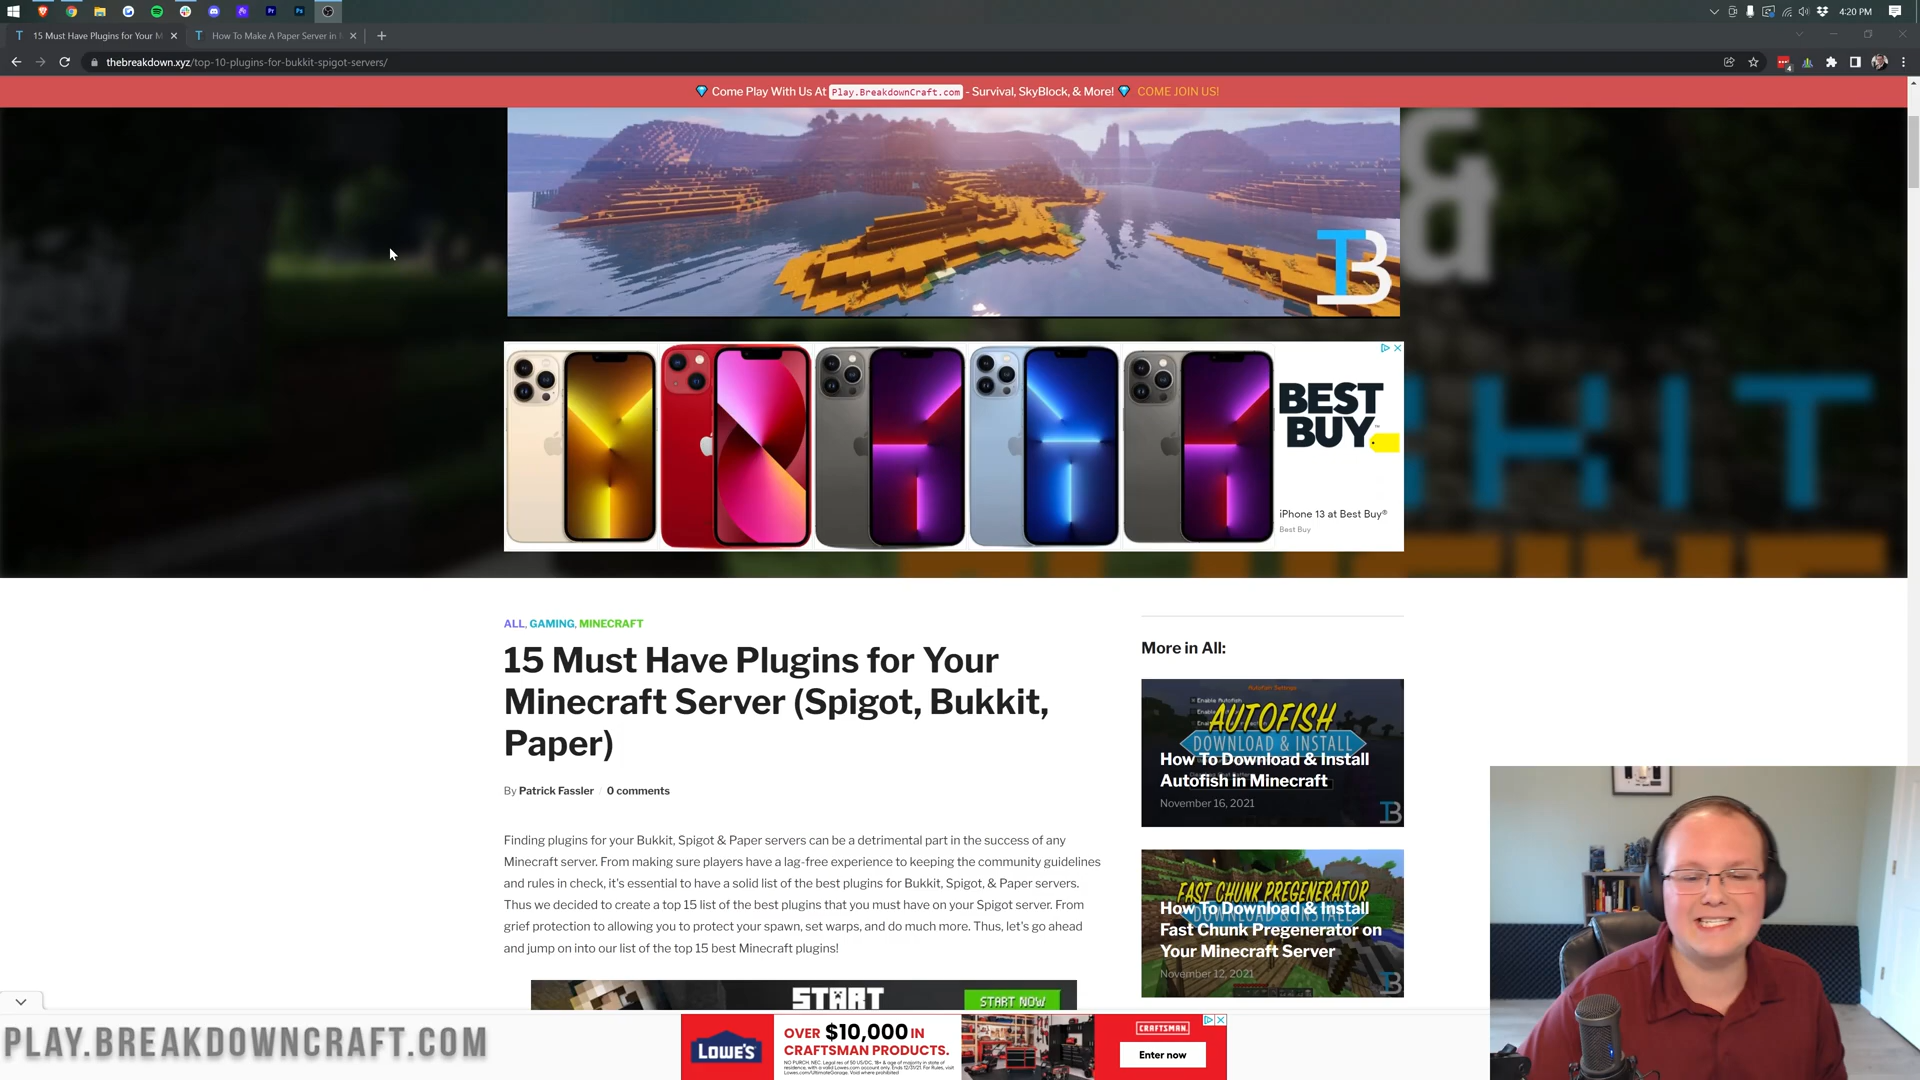 4:20 PM
15 Must Have Plugins for Your M
How To Make A Paper Server in
thebreakdown.xyz/top-10-plugins-for-bukkit-spigot-servers/
Come Play With Us At Play.BreakdownCraft.com - Survival, SkyBlock, & More! COME JOIN US!
TB
BEST
BUY
iPhone 13 at Best Buy®
Best Buy
ALL, GAMING, MINECRAFT
15 Must Have Plugins for Your
Minecraft Server (Spigot, Bukkit,
Paper)
By Patrick Fassler / 0 comments
Finding plugins for your Bukkit, Spigot & Paper servers can be a detrimental part in the success of any
Minecraft server. From making sure players have a lag-free experience to keeping the community guidelines
and rules in check, it's essential to have a solid list of the best plugins for Bukkit, Spigot, & Paper servers.
Thus we decided to create a top 15 list of the best plugins that you must have on your Spigot server. From
grief protection to allowing you to protect your spawn, set warps, and do much more. Thus, let's go ahead
and jump on into our list of the top 15 best Minecraft plugins!
START
START NOW
More in All:
AUTOFISH
DOWNLOAD & INSTALL
How To Download & Install
Autofish in Minecraft
November 16, 2021
FAST CHUNK PREGENERATOR
How To Download & Install
Fast Chunk Pregenerator on
Your Minecraft Server
November 12, 2021
PLAY.BREAKDOWNCRAFT.COM
LOWE'S
OVER $10,000 IN
CRAFTSMAN PRODUCTS.
CRAFTSMAN
Enter now